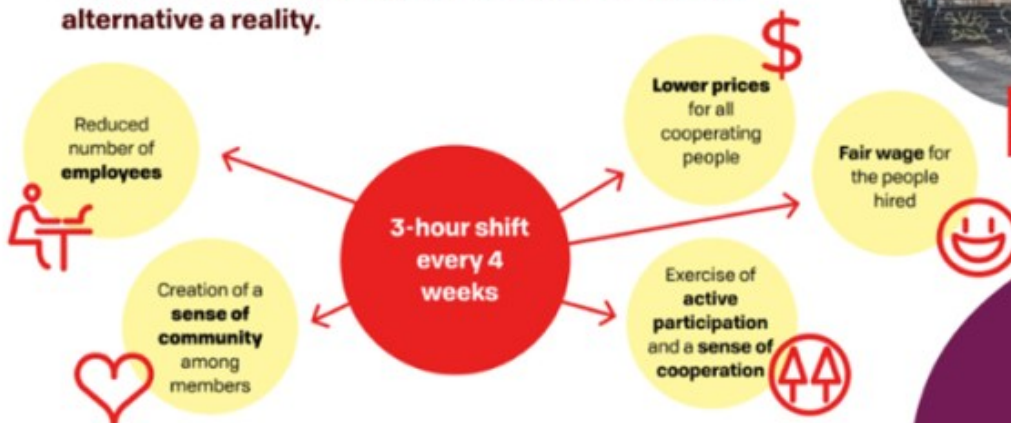 alternative a reality.
Reduced
number of
employees
Creation of a
sense of
community
among
members
3-hour shift
every 4
weeks
$
Lower prices
for all
cooperating
people
Fair wage for
the people
hired
Exercise of
active
participation
and a sense of
cooperation